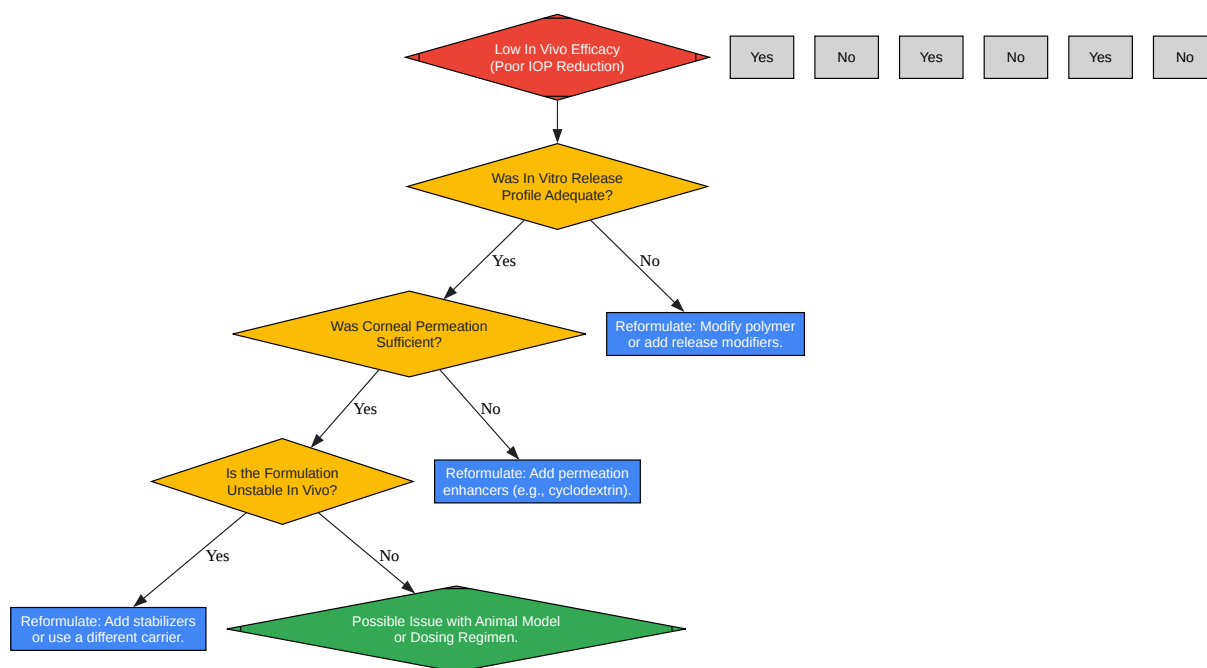 Low In Vivo Efficacy
(Poor IOP Reduction)
Yes
No
Yes
No
Yes
No
Was In Vitro Release
Profile Adequate?
Yes
No
Was Corneal Permeation
Sufficient?
Reformulate: Modify polymer
or add release modifiers.
Yes
No
Is the Formulation
Unstable In Vivo?
Reformulate: Add permeation
enhancers (e.g., cyclodextrin).
Yes
No
Reformulate: Add stabilizers
or use a different carrier.
Possible Issue with Animal Model
or Dosing Regimen.